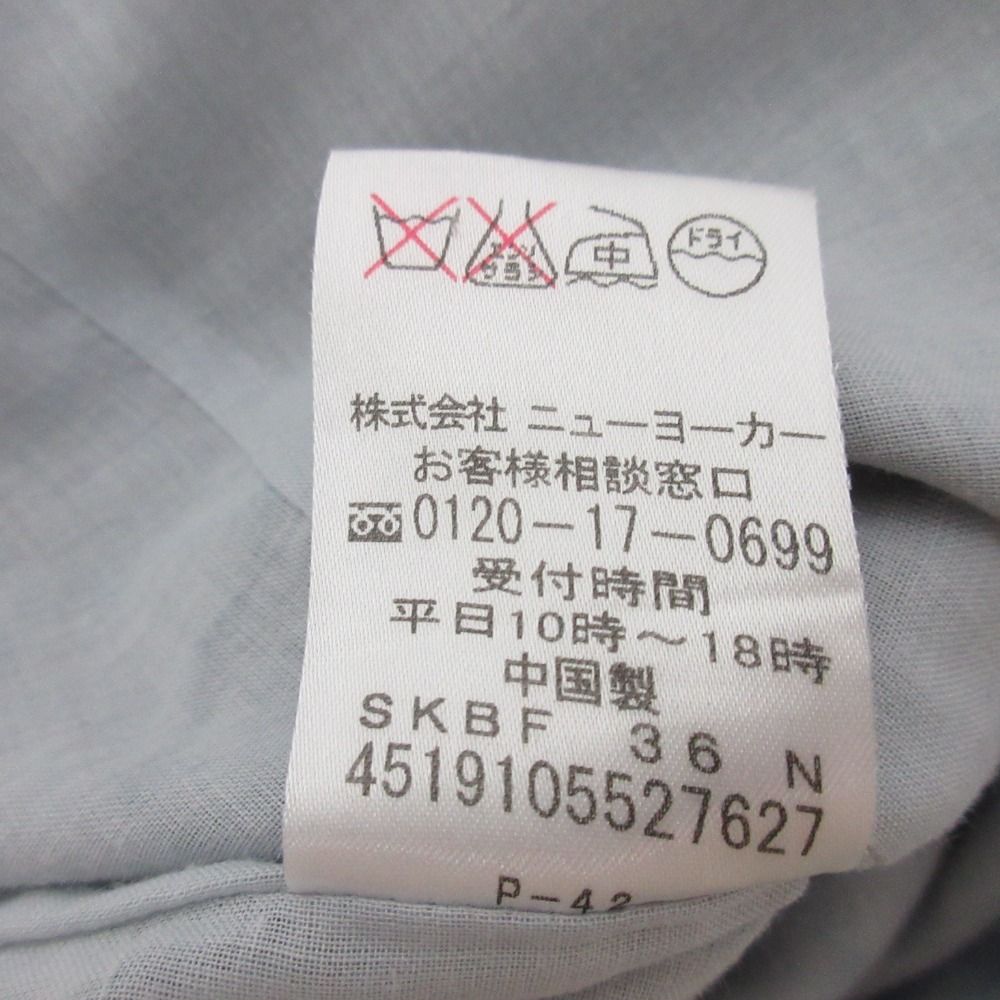 エンソ
サラシ
中
ドライ
株式会社 ニューヨーカー
お客様相談窓口
0120-17-0699
受付時間
平日10時~18時
中国製
SKBF 36 N
4519105527627
P-42